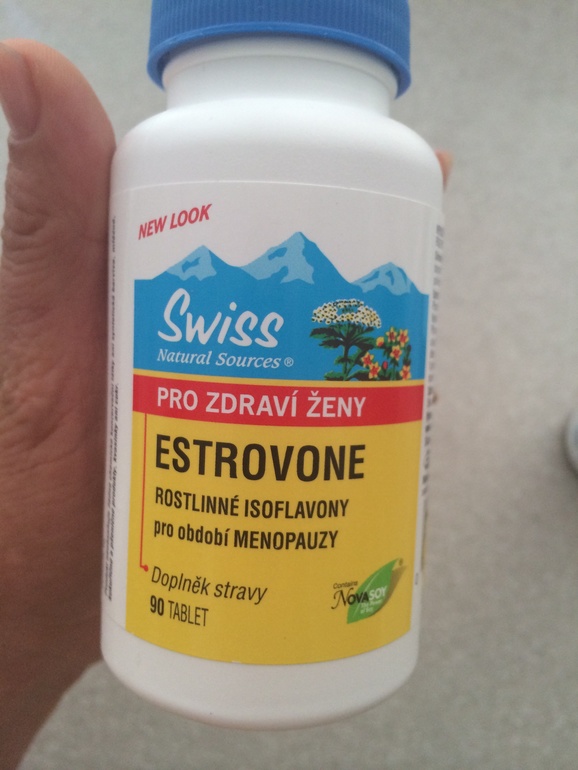 NEW LOOK
Swiss
Natural Sources®
PRO ZDRAVÍ ŽENY
ESTROVONE
ROSTLINNÉ ISOFLAVONY
pro období MENOPAUZY
Doplněk stravy
90 TABLET
Contains
NOVASOY